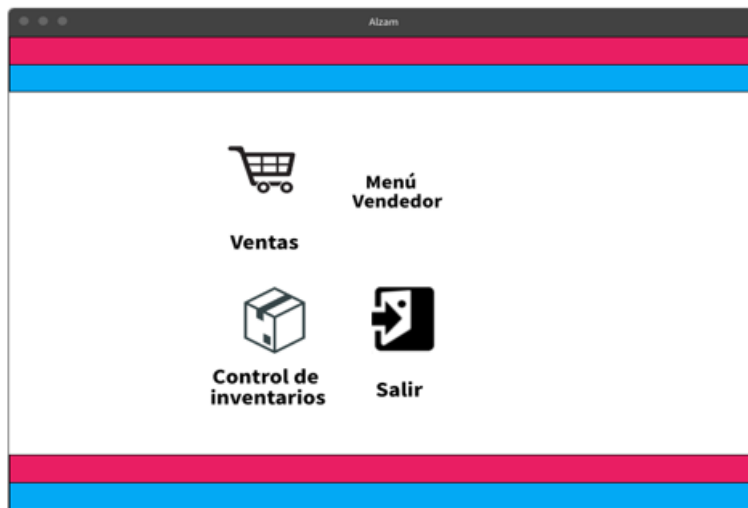 Alzam
Menú
Vendedor
Ventas
Control de
inventarios
Salir